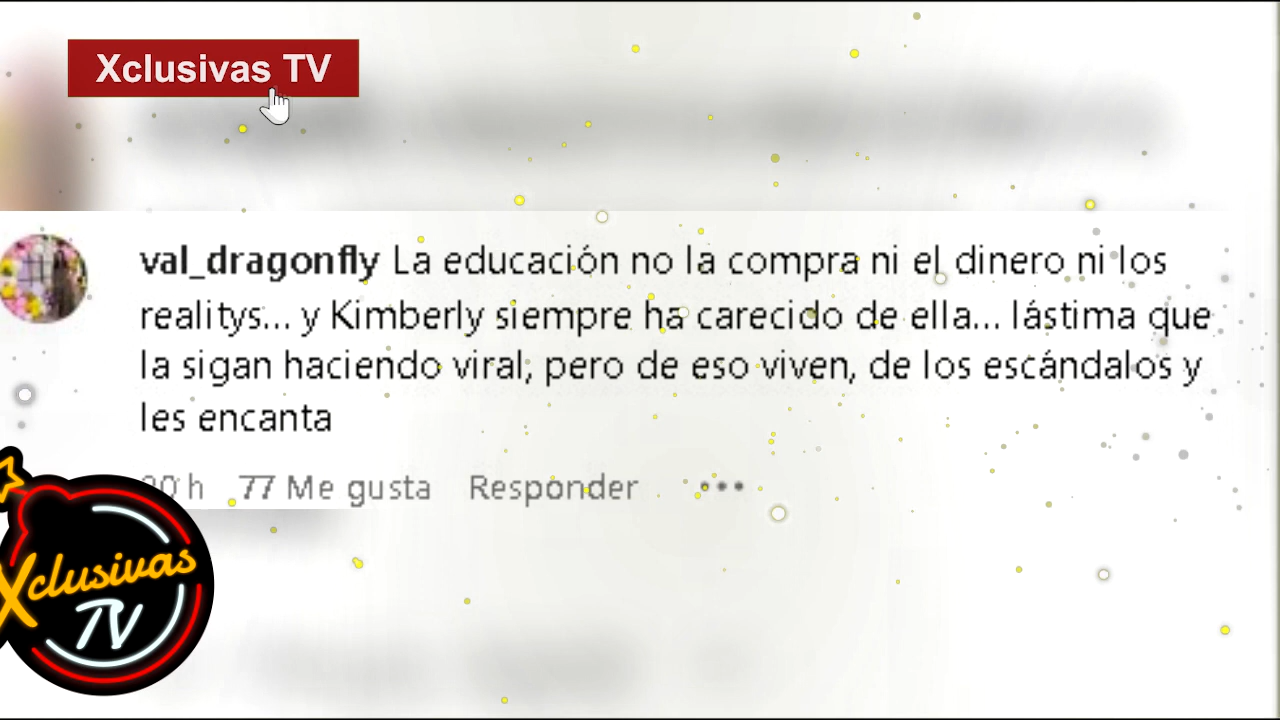 Xclusivas TV
val_dragonfly La educación no la compra ni el dinero ni los
realitys... y Kimberly siempre ha carecido de ella... lástima que
la sigan haciendo viral, pero de eso viven, de los escándalos y
les encanta
h 77 Me gusta Responder •••
Xclusivas
TV